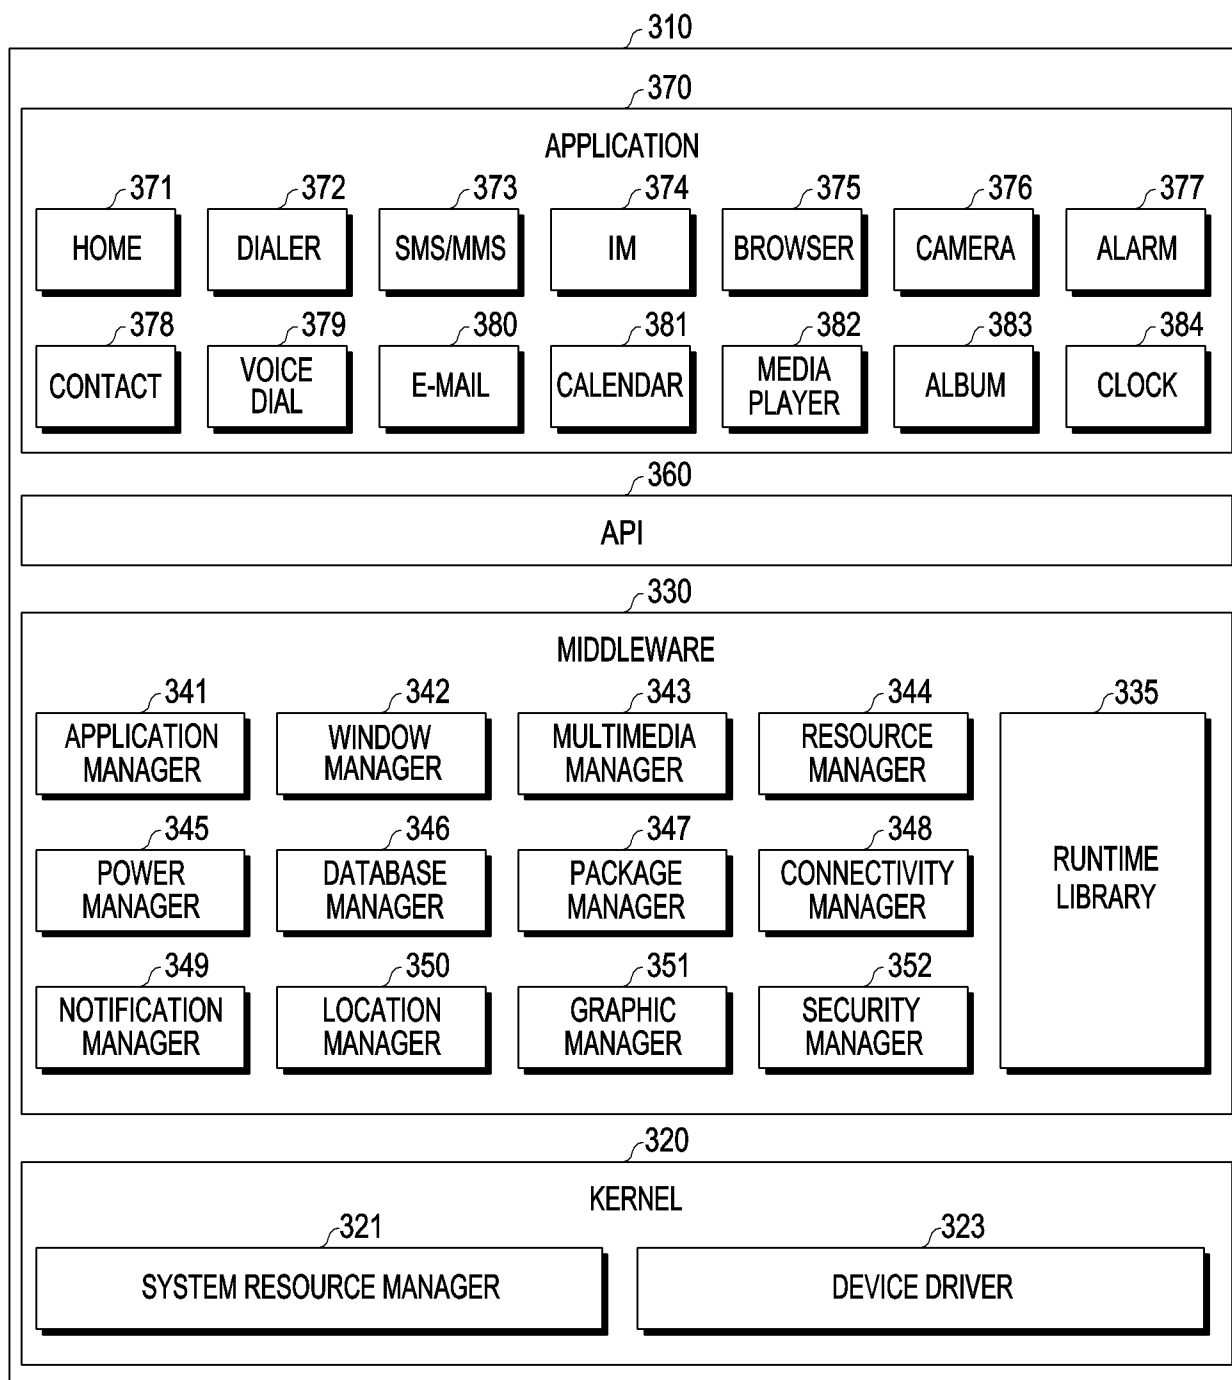 310
370
APPLICATION
371 372 373 374 375 376 377
HOME DIALER SMS/MMS IM BROWSER CAMERA ALARM
378 379 380 381 382 383 384
CONTACT VOICE DIAL E-MAIL CALENDAR MEDIA PLAYER ALBUM CLOCK
360
API
330
MIDDLEWARE
341 342 343 344 335
APPLICATION MANAGER WINDOW MANAGER MULTIMEDIA MANAGER RESOURCE MANAGER
345 346 347 348
POWER MANAGER DATABASE MANAGER PACKAGE MANAGER CONNECTIVITY MANAGER RUNTIME LIBRARY
349 350 351 352
NOTIFICATION MANAGER LOCATION MANAGER GRAPHIC MANAGER SECURITY MANAGER
320
KERNEL
321 323
SYSTEM RESOURCE MANAGER DEVICE DRIVER